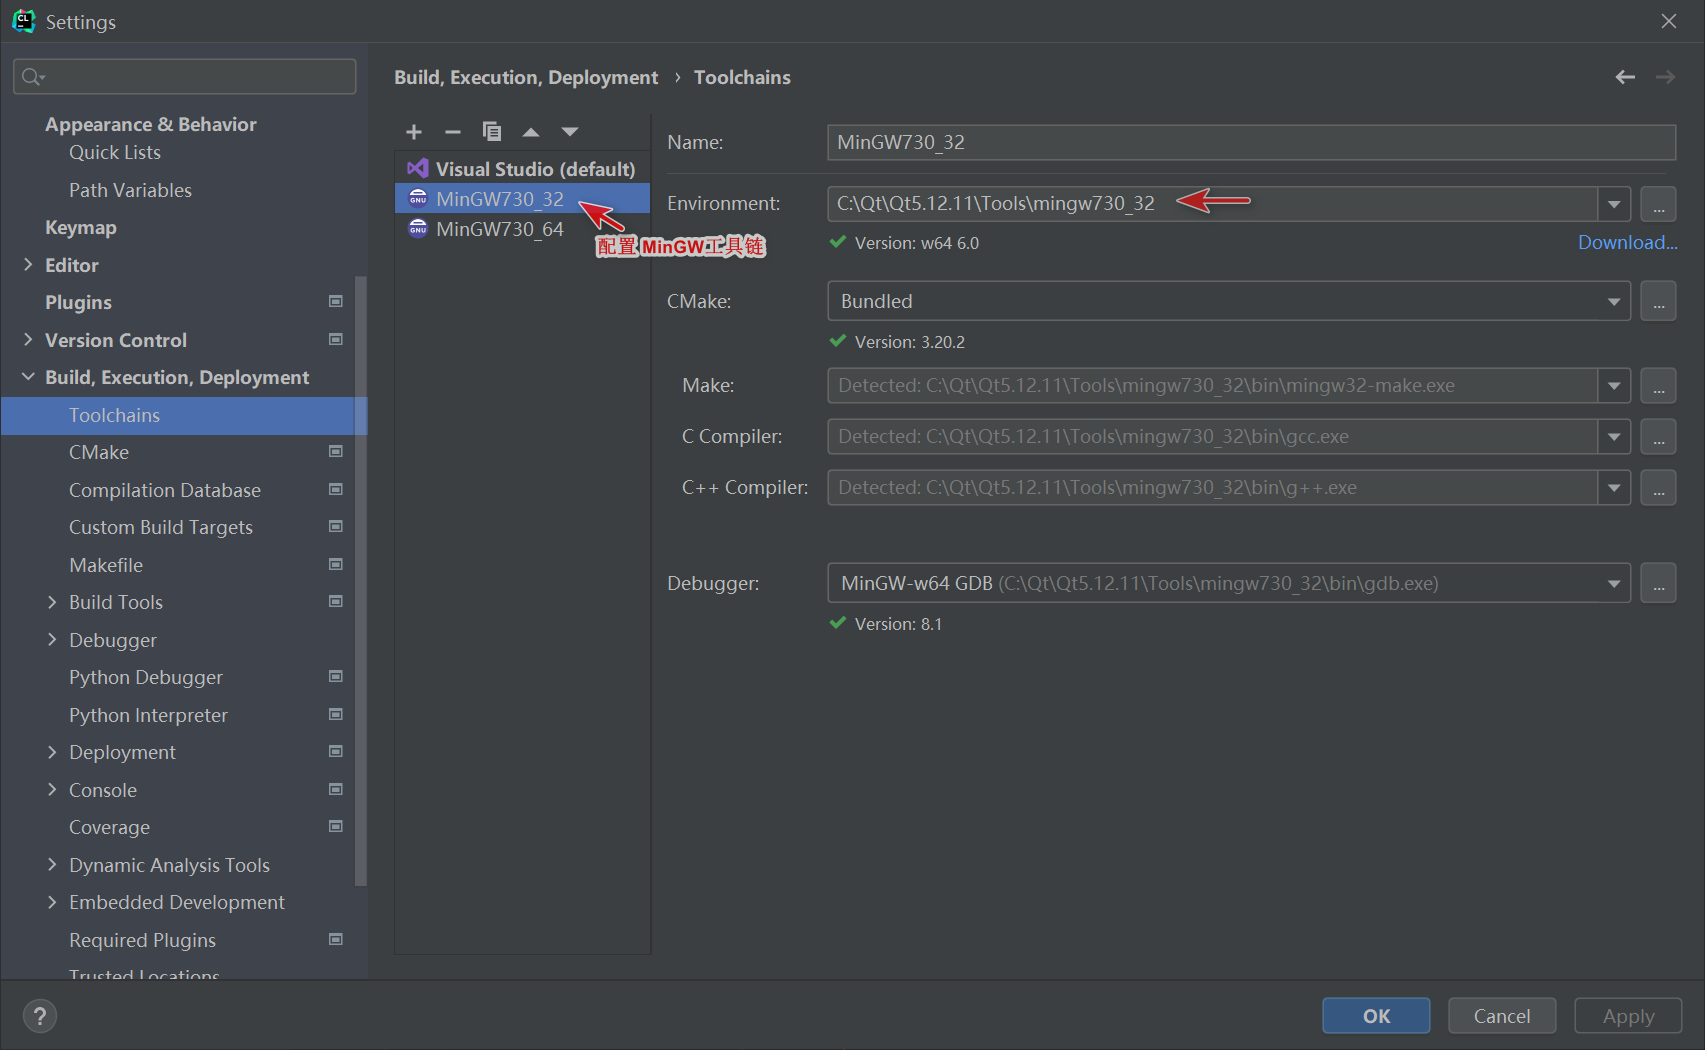 Settings
Appearance & Behavior
Quick Lists
Path Variables
Keymap
Editor
Plugins
Version Control
Build, Execution, Deployment
Toolchains
CMake
Compilation Database
Custom Build Targets
Makefile
Build Tools
Debugger
Python Debugger
Python Interpreter
Deployment
Console
Coverage
Dynamic Analysis Tools
Embedded Development
Required Plugins
Trusted Locations
Build, Execution, Deployment › Toolchains
Visual Studio (default)
MinGW730_32
MinGW730_64
配置 MinGW工具链
Name: MinGW730_32
Environment: C:\Qt\Qt5.12.11\Tools\mingw730_32 ...
Version: w64 6.0 Download...
CMake: Bundled ...
Version: 3.20.2
Make: Detected: C:\Qt\Qt5.12.11\Tools\mingw730_32\bin\mingw32-make.exe ...
C Compiler: Detected: C:\Qt\Qt5.12.11\Tools\mingw730_32\bin\gcc.exe ...
C++ Compiler: Detected: C:\Qt\Qt5.12.11\Tools\mingw730_32\bin\g++.exe ...
Debugger: MinGW-w64 GDB (C:\Qt\Qt5.12.11\Tools\mingw730_32\bin\gdb.exe) ...
Version: 8.1
? OK Cancel Apply